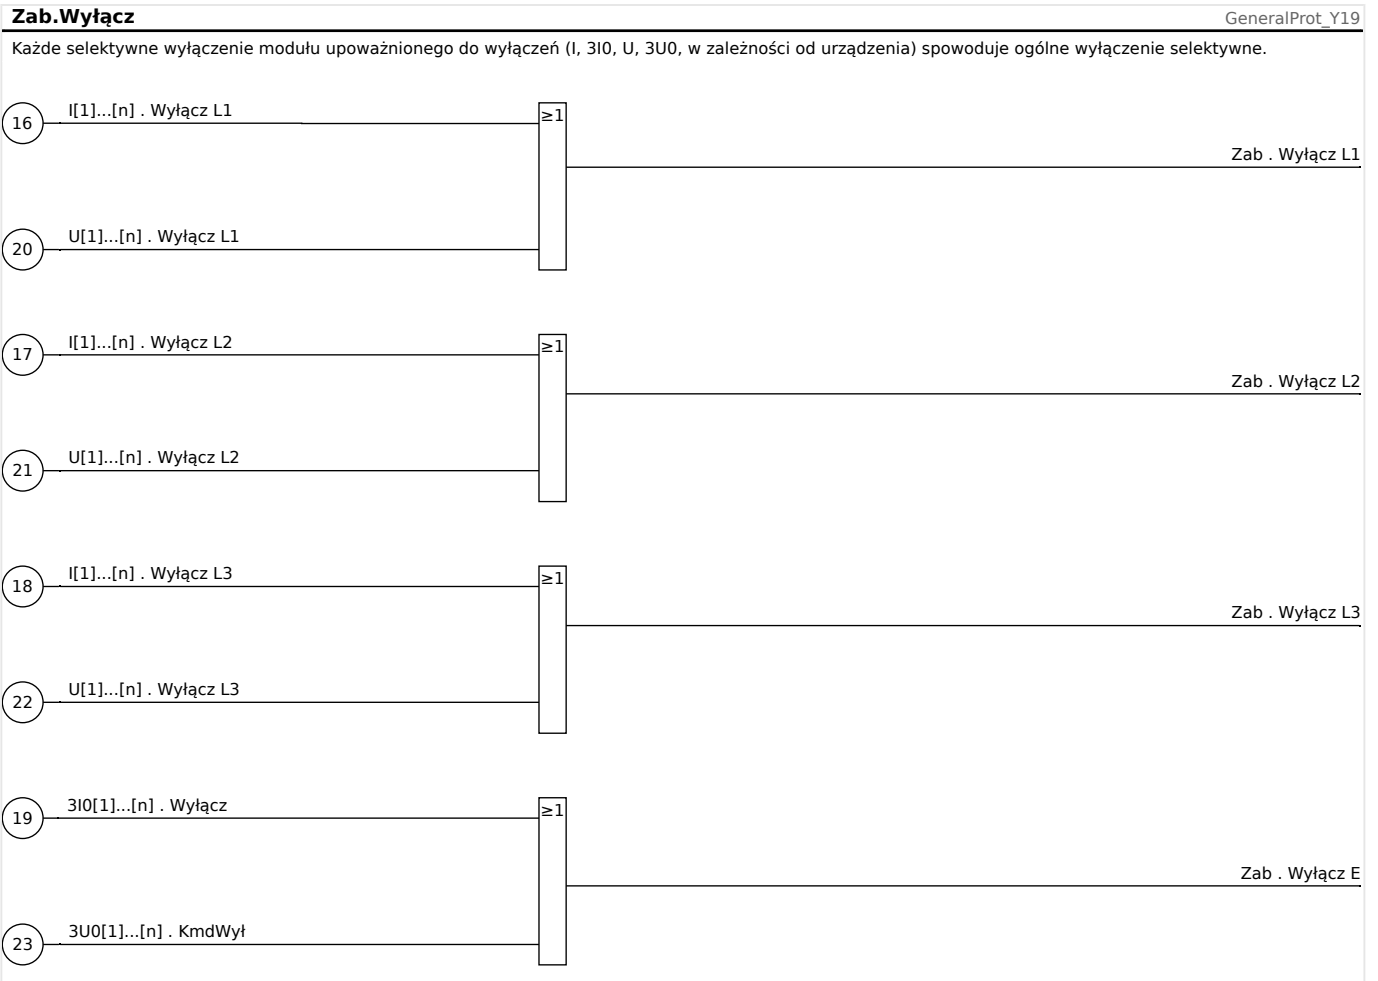 Zab.Wyłącz
GeneralProt_Y19
Każde selektywne wyłączenie modułu upoważnionego do wyłączeń (I, 3I0, U, 3U0, w zależności od urządzenia) spowoduje ogólne wyłączenie selektywne.
16
I[1]...[n] . Wyłącz L1
≥1
Zab . Wyłącz L1
20
U[1]...[n] . Wyłącz L1
17
I[1]...[n] . Wyłącz L2
≥1
Zab . Wyłącz L2
21
U[1]...[n] . Wyłącz L2
18
I[1]...[n] . Wyłącz L3
≥1
Zab . Wyłącz L3
22
U[1]...[n] . Wyłącz L3
19
3I0[1]...[n] . Wyłącz
≥1
Zab . Wyłącz E
23
3U0[1]...[n] . KmdWył